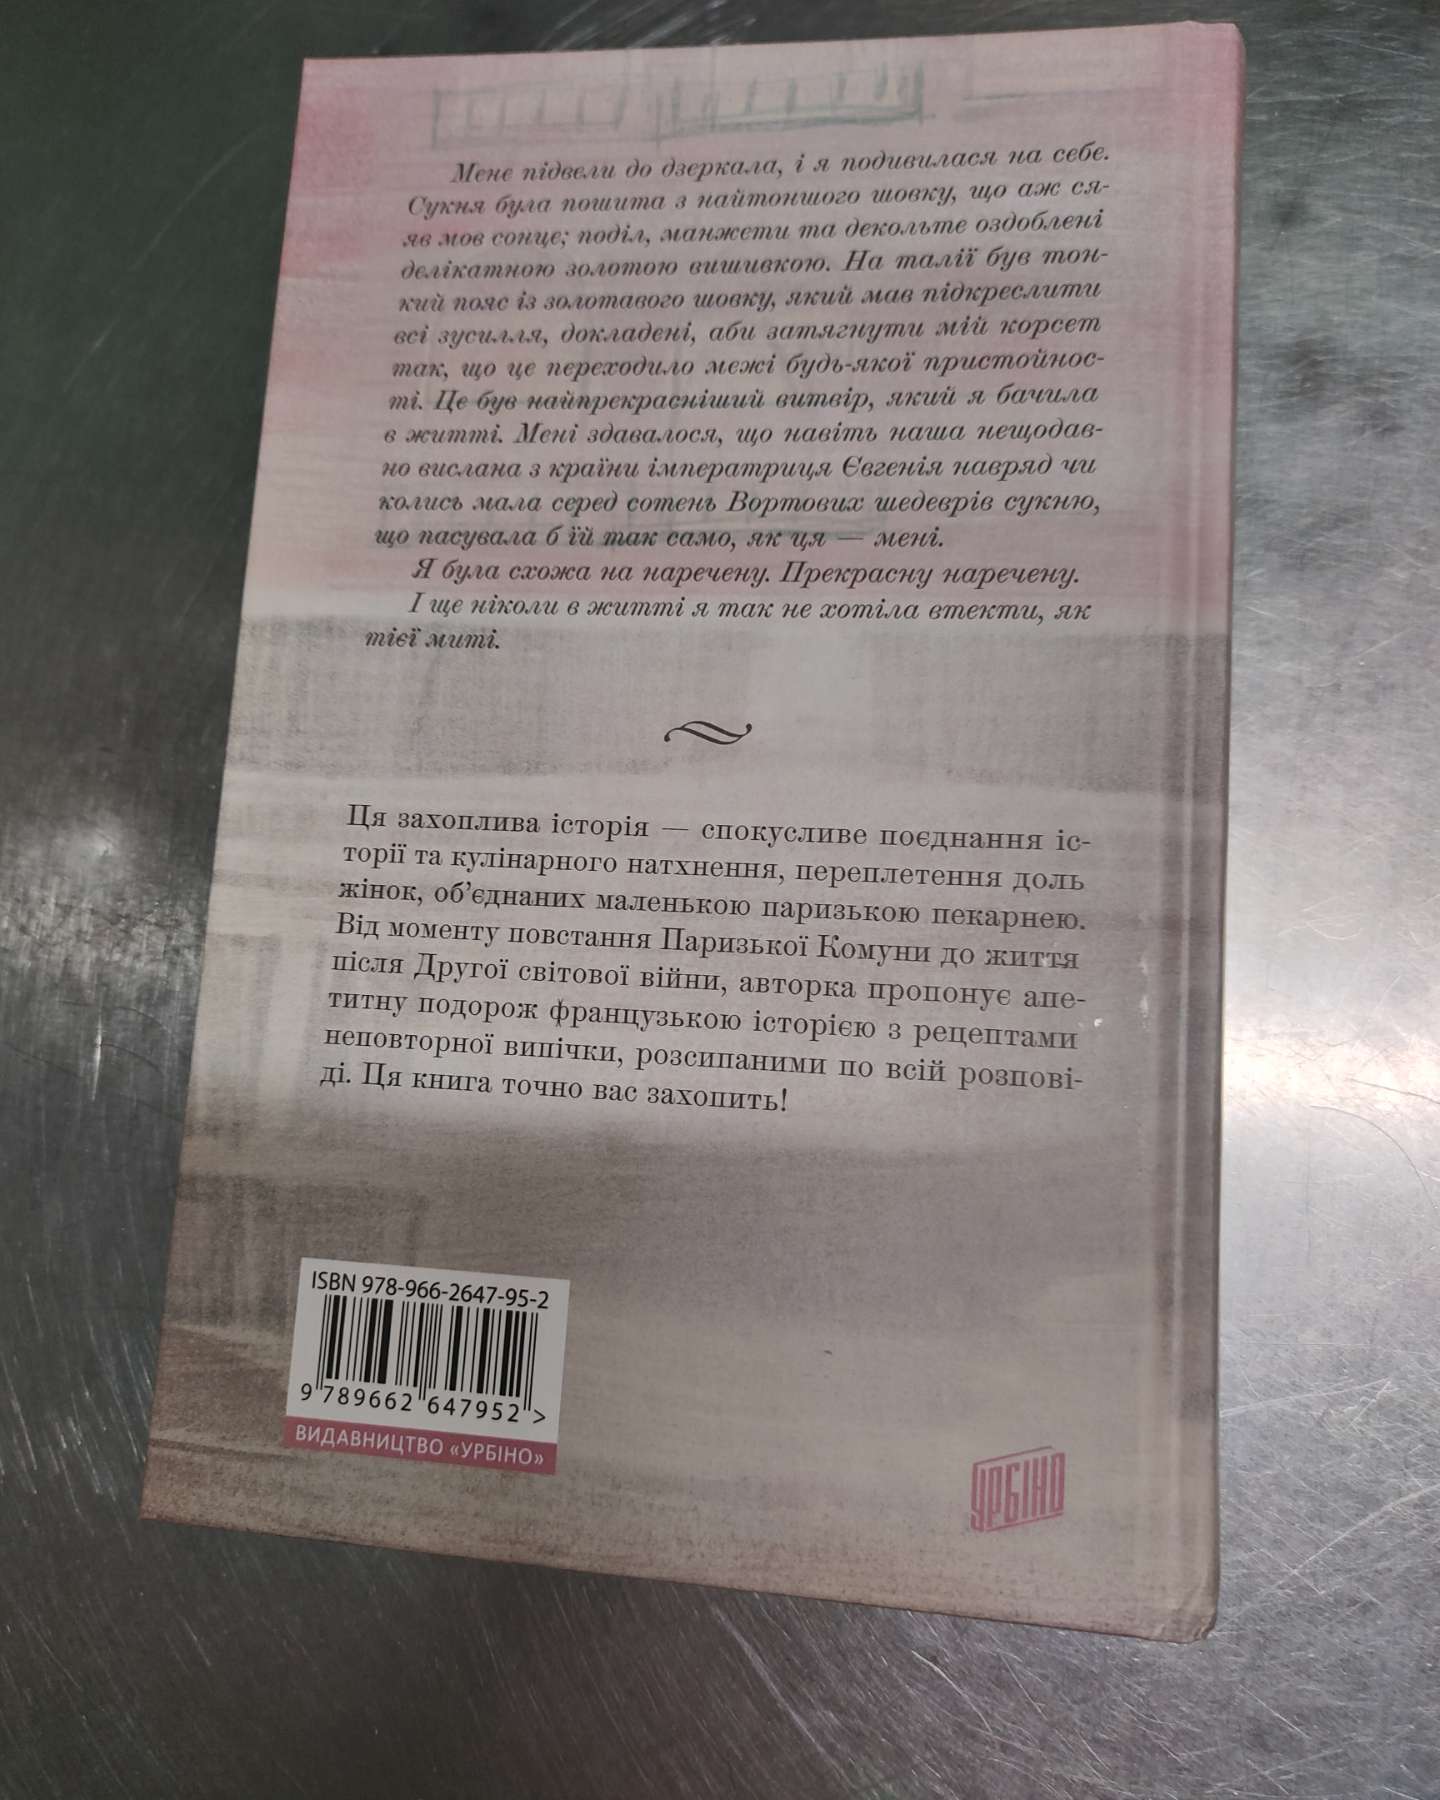 Мене підвели до дзеркала, і я подивилася на себе.
Сукня була пошита з найтоншого шовку, що аж ся-
яв мов сонце; поділ, манжети та декольте оздоблені
делікатною золотою вишивкою. На талії був тон-
кий пояс із золотавого шовку, який мав підкреслити
всі зусилля, докладені, аби затягнути мій корсет
так, що це переходило межі будь-якої пристойнос-
ті. Це був найпрекрасніший витвір, який я бачила
в житті. Мені здавалося, що навіть наша нещодав-
но вислана з країни імператриця Євгенія навряд чи
колись мала серед сотень Вортових шедеврів сукню,
що пасувала б їй так само, як ця — мені.
Я була схожа на наречену. Прекрасну наречену.
І ще ніколи в житті я так не хотіла втекти, як
тієї миті.
Ця захоплива історія — спокусливе поєднання іс-
торії та кулінарного натхнення, переплетення доль
жінок, об’єднаних маленькою паризькою пекарнею.
Від моменту повстання Паризької Комуни до життя
після Другої світової війни, авторка пропонує апе-
титну подорож французькою історією з рецептами
неповторної випічки, розсипаними по всій розпові-
ді. Ця книга точно вас захопить!
ISBN 978-966-2647-95-2
9 789662 647952 >
ВИДАВНИЦТВО «УРБІНО»
УРБІНО